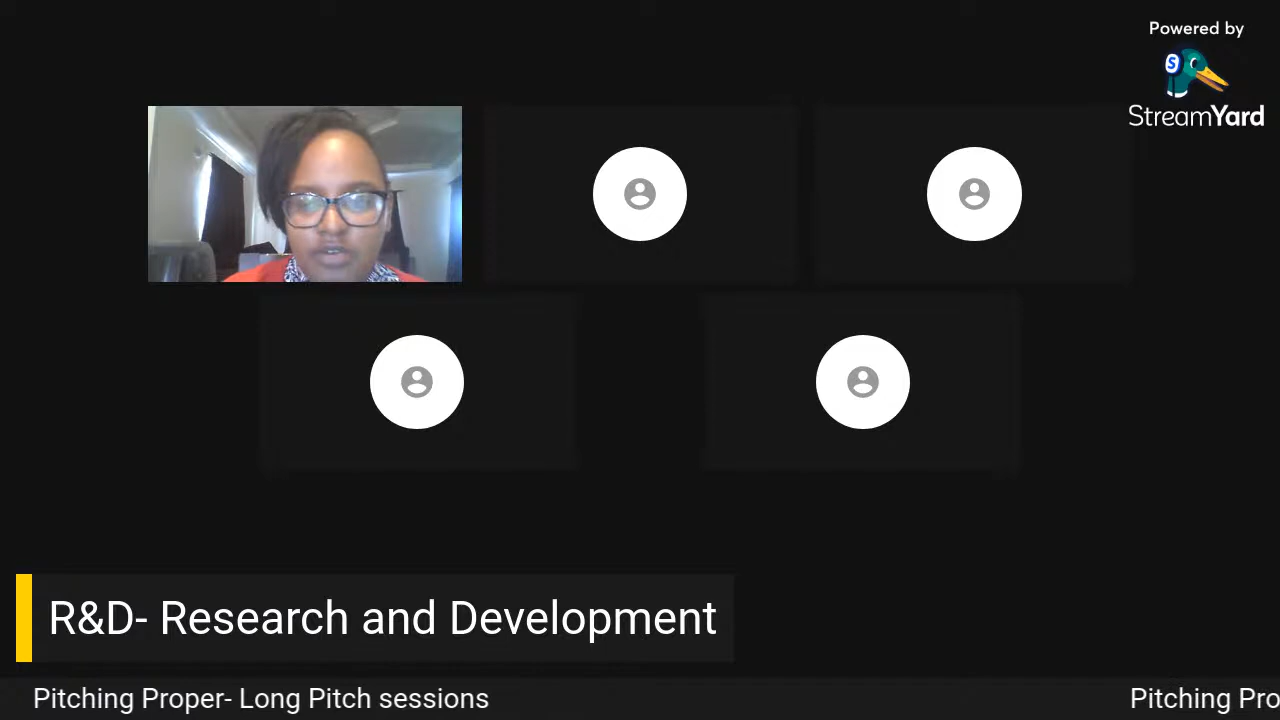 Powered by
S
StreamYard
R&D- Research and Development
Pitching Proper- Long Pitch sessions
Pitching Pro